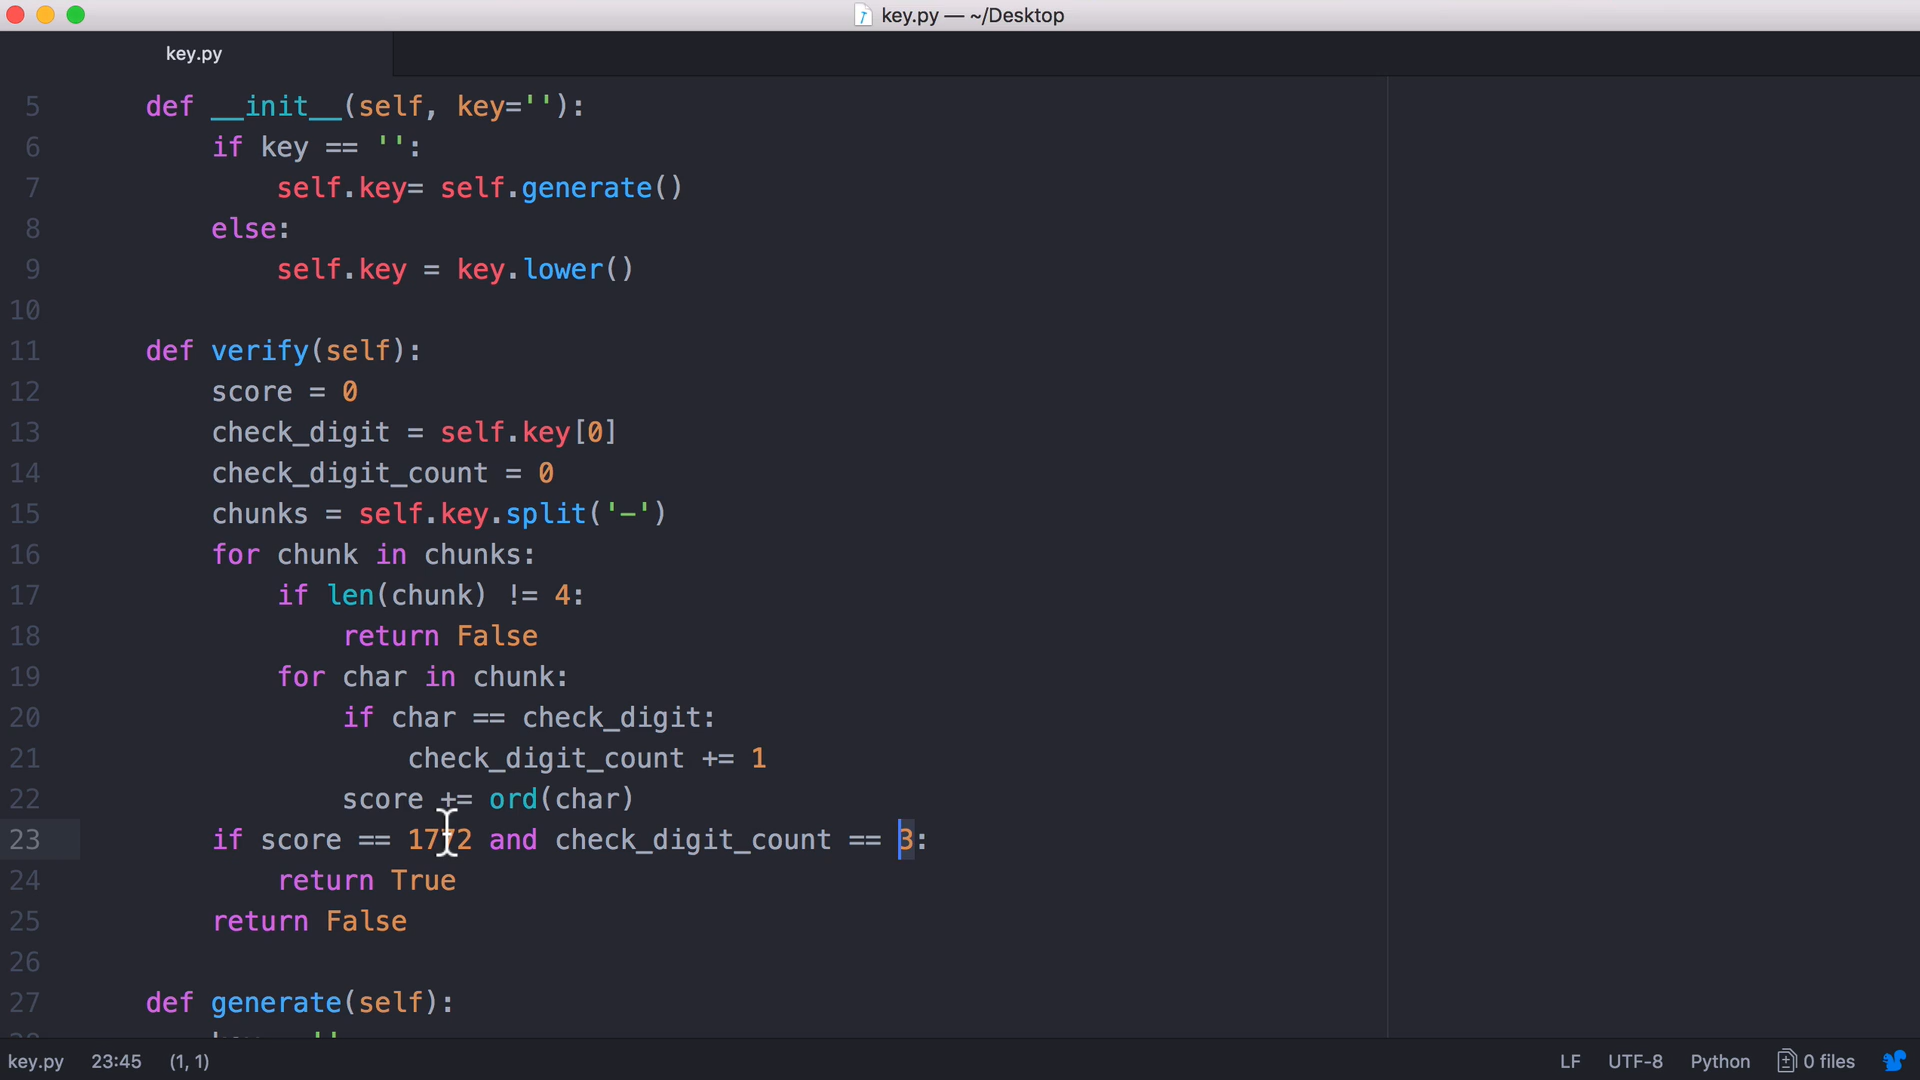 key.py — ~/Desktop
key.py
5 def __init__(self, key=''):
6 if key == '':
7 self.key= self.generate()
8 else:
9 self.key = key.lower()
10
11 def verify(self):
12 score = 0
13 check_digit = self.key[0]
14 check_digit_count = 0
15 chunks = self.key.split('-')
16 for chunk in chunks:
17 if len(chunk) != 4:
18 return False
19 for char in chunk:
20 if char == check_digit:
21 check_digit_count += 1
22 score += ord(char)
23 if score == 1772 and check_digit_count == 3:
24 return True
25 return False
26
27 def generate(self):
key.py 23:45 (1, 1) LF UTF-8 Python 0 files